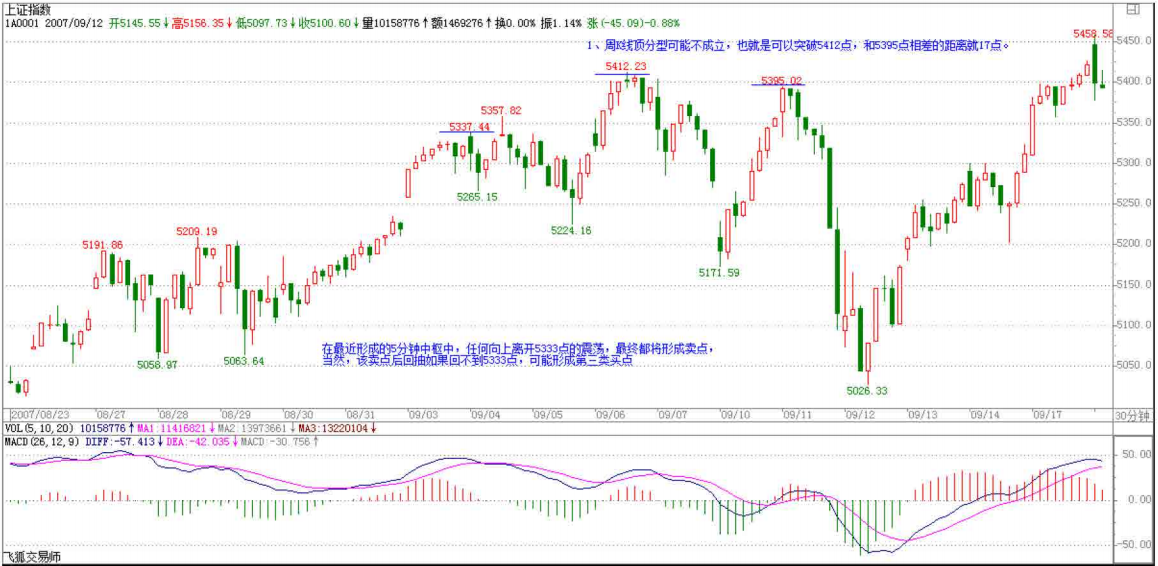 上证指数
1A0001 2007/09/12 开5145.55↓高5156.35↓低5097.73↓收5100.60↓量10158776↑额1469276↑换0.00% 振1.14% 涨(-45.09)-0.88%
5458.58
5450.0
1、周K线顶分型可能不成立，也就是可以突破5412点，和5395点相差的距离就17点。
5412.23
5395.02
5400.0
5357.82
5350.0
5337.44
5300.0
5265.15
5250.0
5224.16
5209.19
5191.86
5200.0
5171.59
5150.0
5100.0
在最近形成的5分钟中枢中，任何向上离开5333点的震荡，最终都将形成卖点，
当然，该卖点后回抽如果回不到5333点，可能形成第三类买点
5058.97
5063.64
5050.0
5026.33
2007/08/23 08/27 08/28 08/29 08/30 08/31 09/03 09/04 09/05 09/06 09/07 09/10 09/11 09/12 09/13 09/14 09/17 30分钟
VOL(5,10,20) 10158776↑MA1:11416821↓MA2:13973661↓MA3:13220104↓
MACD(26,12,9) DIFF:-57.413↓DEA:-42.035↓MACD:-30.756↑
50.00
0.00
-50.00
飞狐交易师